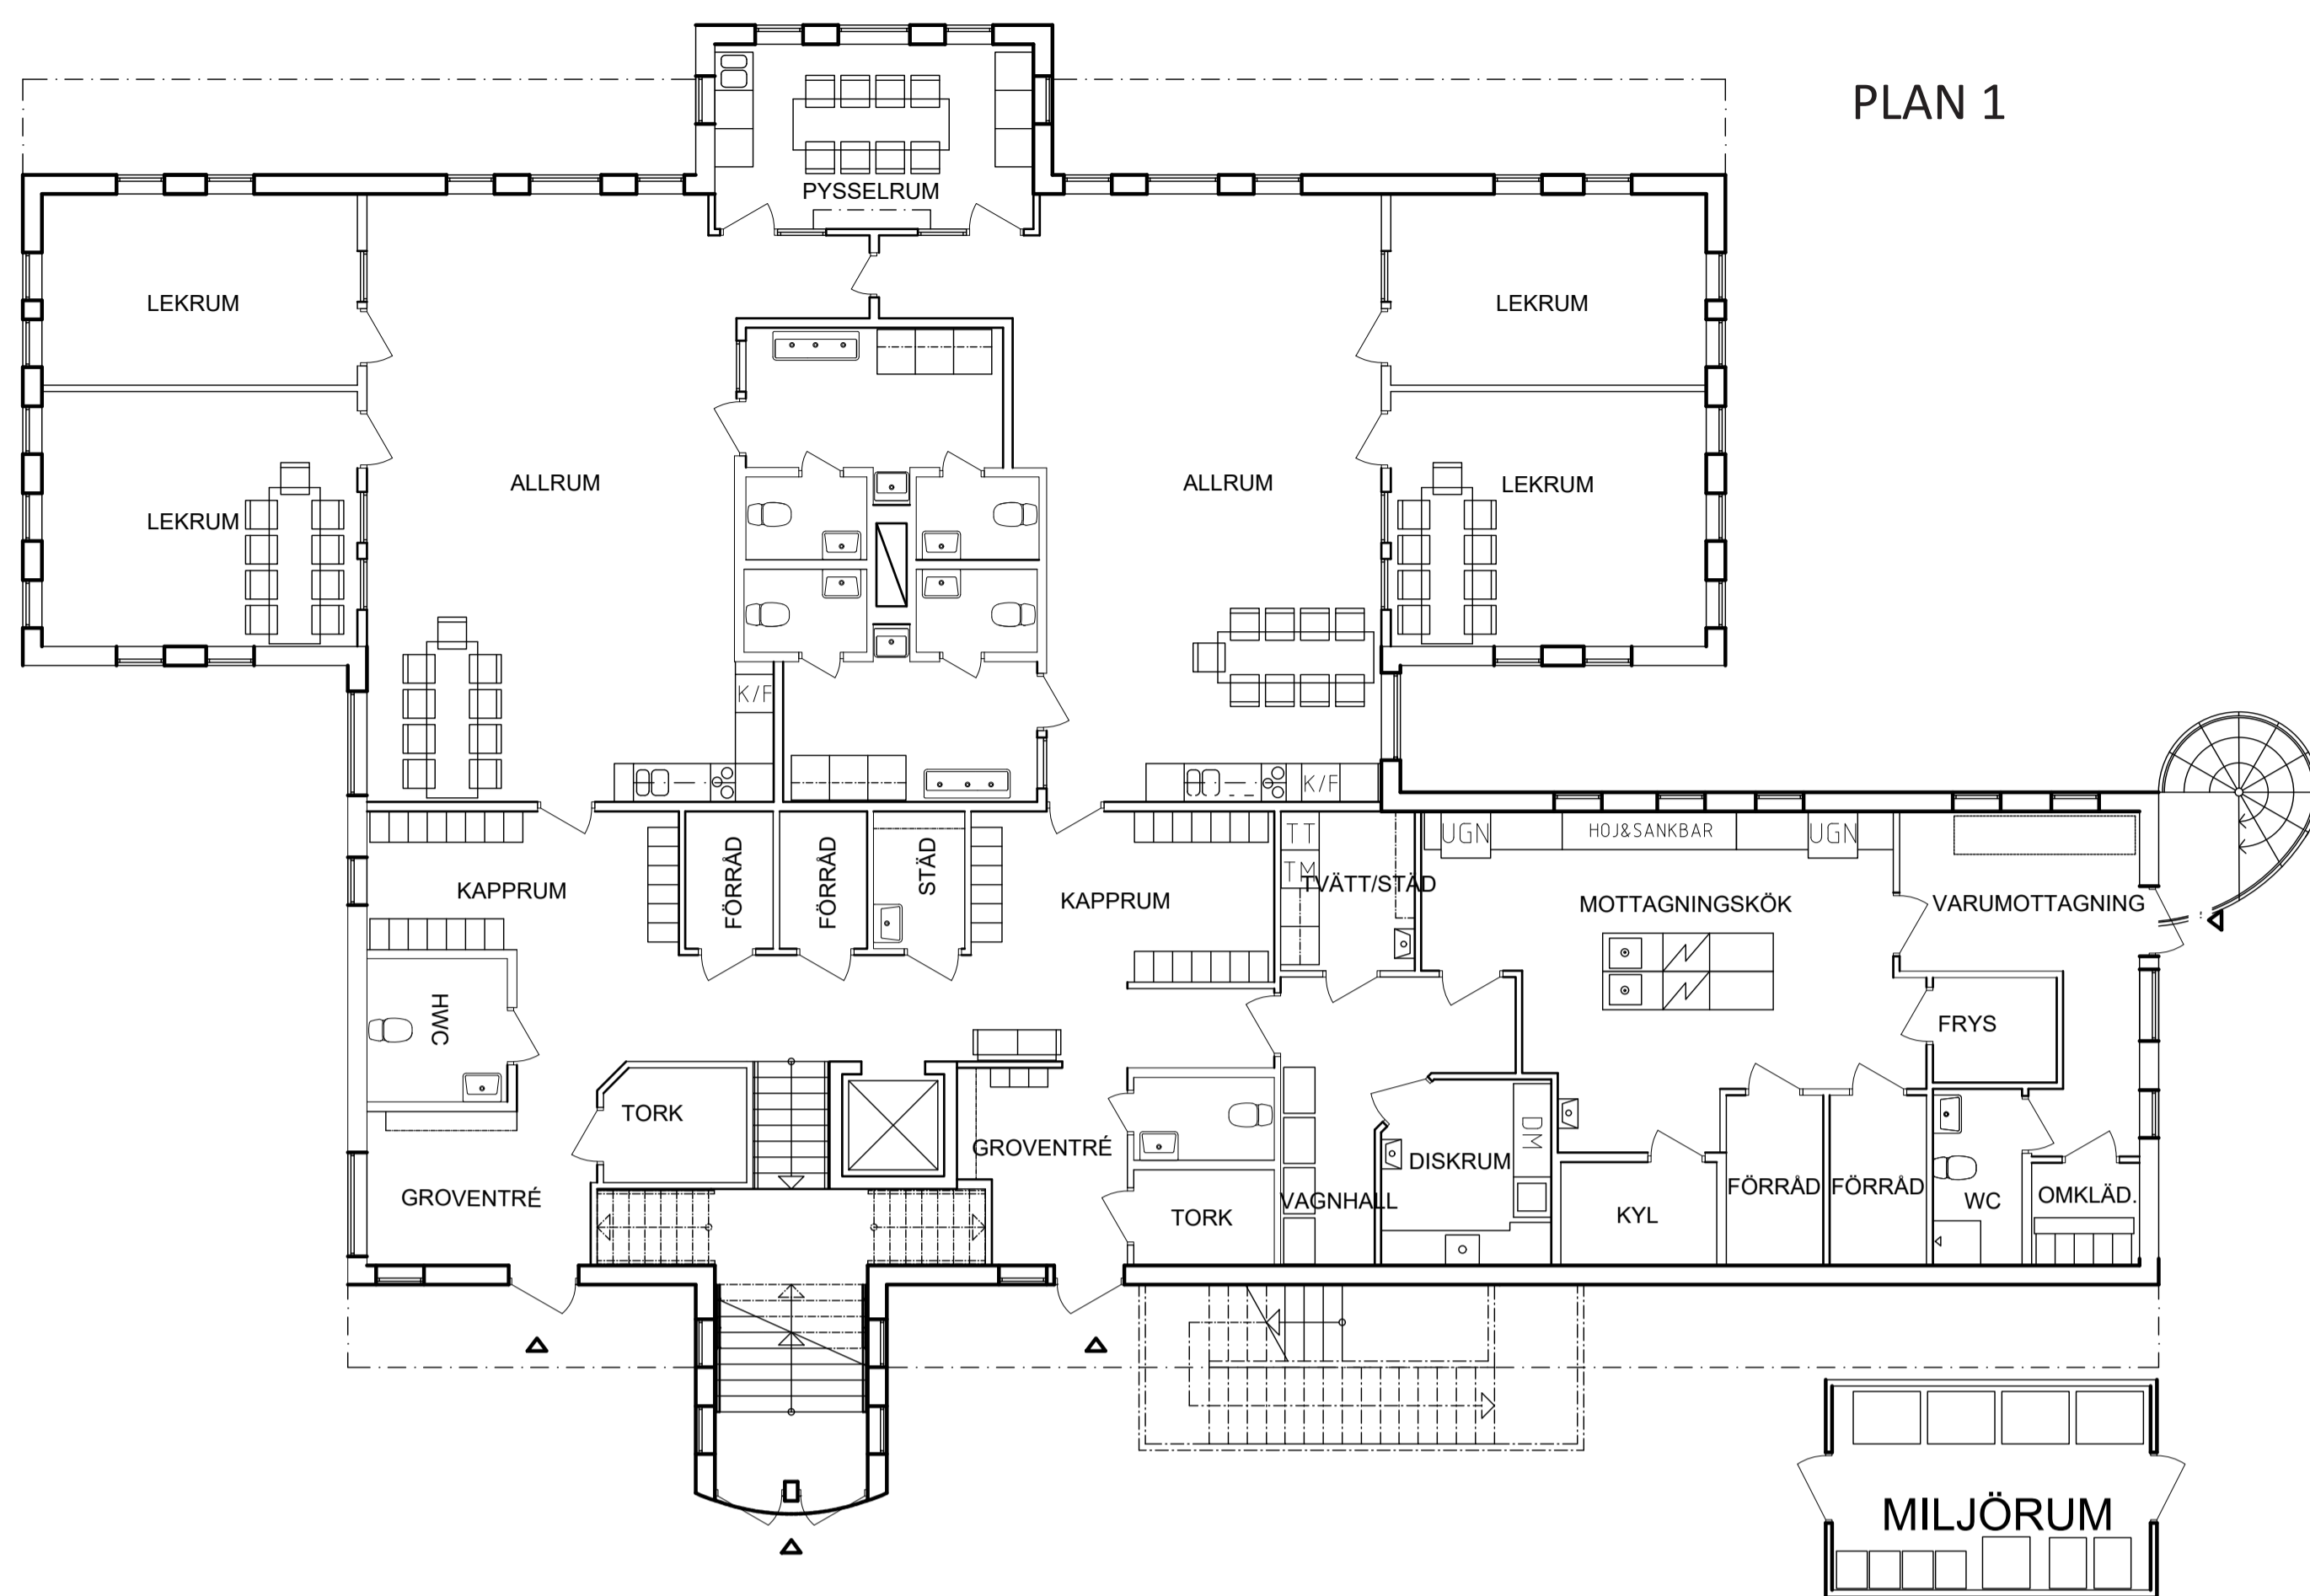 PLAN 1
PYSSELRUM
LEKRUM
LEKRUM
ALLRUM
ALLRUM
LEKRUM
LEKRUM
K/F
K/F
UGN
HOJ&SANKBAR
UGN
TT
TM
TVÄTT/STÄD
KAPPRUM
FÖRRÅD
FÖRRÅD
STÄD
KAPPRUM
MOTTAGNINGSKÖK
VARUMOTTAGNING
HWC
FRYS
TORK
GROVENTRÉ
DM
DISKRUM
GROVENTRÉ
VAGNHALL
TORK
KYL
FÖRRÅD
FÖRRÅD
WC
OMKLÄD.
MILJÖRUM